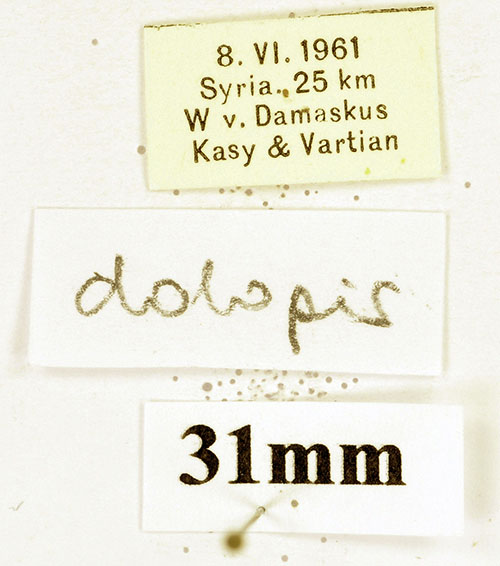 8. VI. 1961
Syria. 25 km
W v. Damaskus
Kasy & Vartian
dolopis
31mm